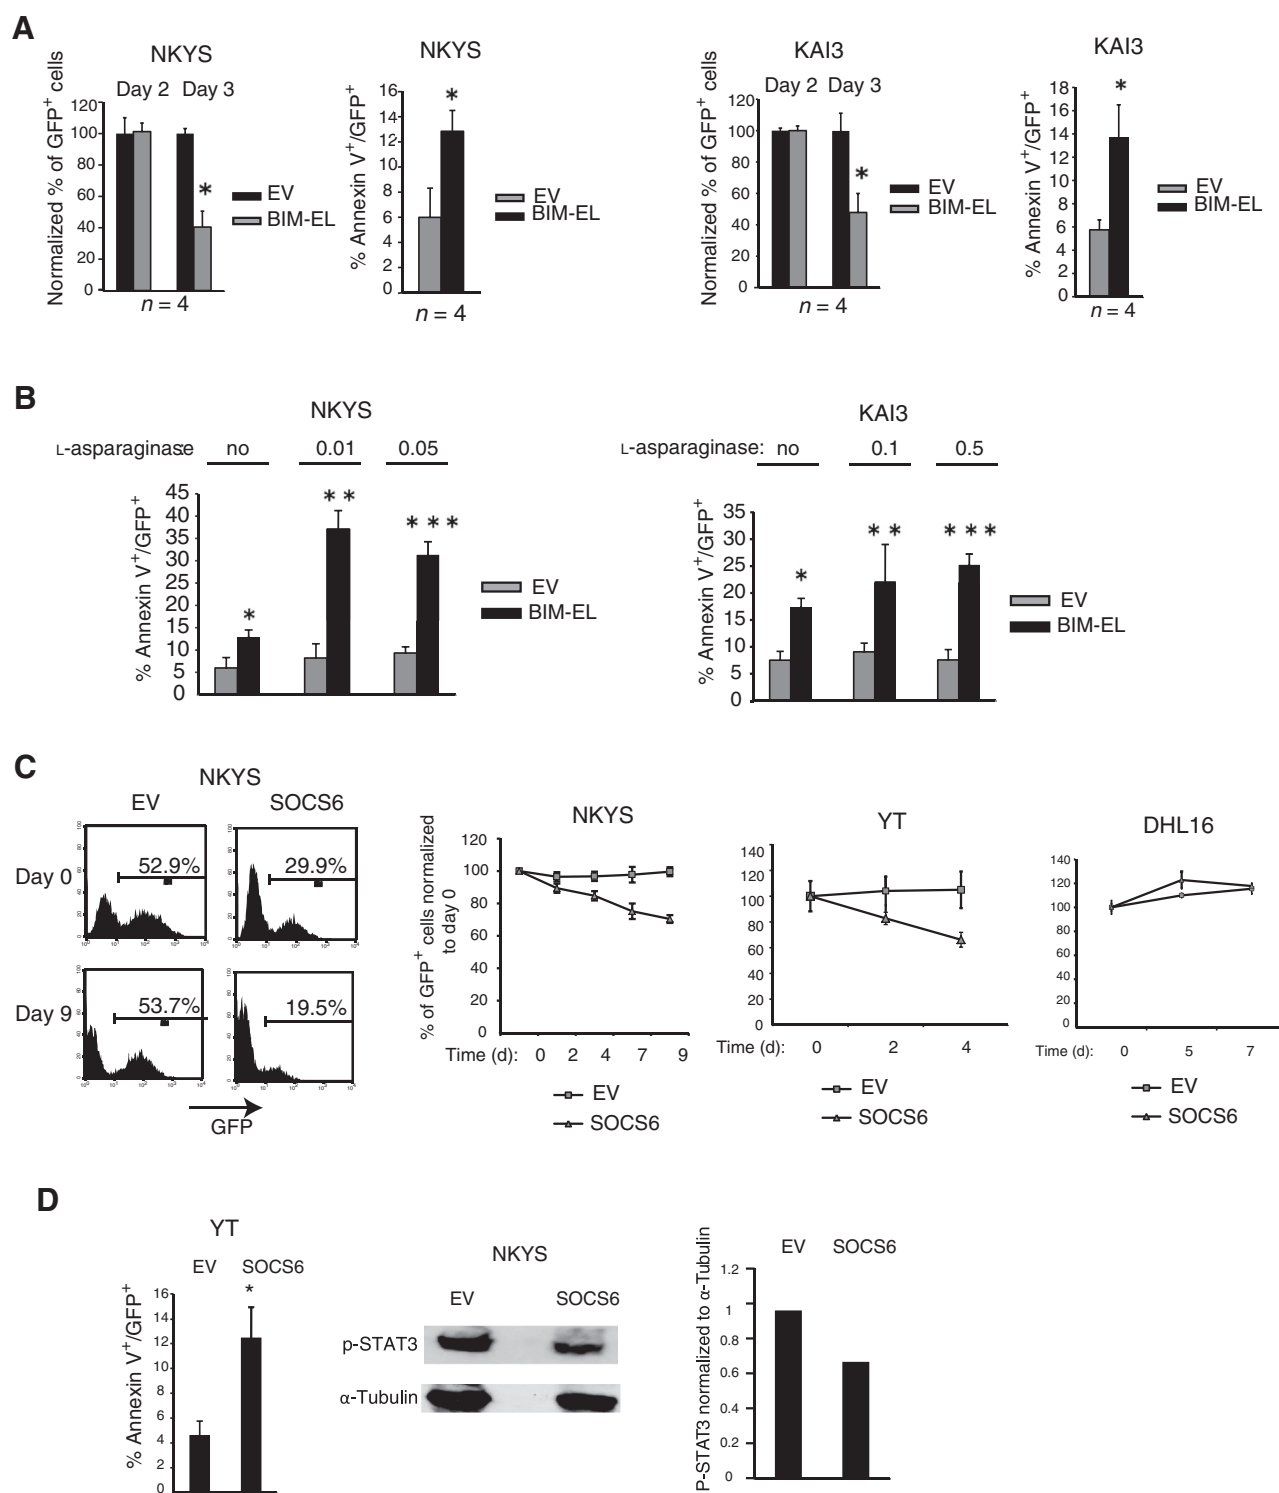 A
NKYS
Day 2 Day 3
Normalized % of GFP+ cells
120
100
80
60
40
20
0
*
EV
BIM-EL
n = 4
NKYS
% Annexin V+/GFP+
16
14
12
10
8
6
4
2
0
*
EV
BIM-EL
n = 4
KAI3
Day 2 Day 3
Normalized % of GFP+ cells
120
100
80
60
40
20
0
*
EV
BIM-EL
n = 4
KAI3
% Annexin V+/GFP+
18
16
14
12
10
8
6
4
2
0
*
EV
BIM-EL
n = 4
B
NKYS
L-asparaginase: no 0.01 0.05
% Annexin V+/GFP+
45
40
35
30
25
20
15
10
5
0
* ** ***
EV
BIM-EL
KAI3
L-asparaginase: no 0.1 0.5
% Annexin V+/GFP+
35
30
25
20
15
10
5
0
* ** ***
EV
BIM-EL
C
NKYS
EV SOCS6
Day 0
52.9% 29.9%
Day 9
53.7% 19.5%
GFP
NKYS
% of GFP+ cells normalized
to day 0
120
100
80
60
40
20
0
Time (d): 0 2 4 7 9
EV
SOCS6
YT
140
120
100
80
60
40
20
0
Time (d): 0 2 4
EV
SOCS6
DHL16
140
120
100
80
60
40
20
0
Time (d): 0 5 7
EV
SOCS6
D
YT
EV SOCS6
% Annexin V+/GFP+
16
14
12
10
8
6
4
2
0
*
NKYS
EV SOCS6
p-STAT3
α-Tubulin
P-STAT3 normalized to α-Tubulin
EV SOCS6
1.2
1
0.8
0.6
0.4
0.2
0